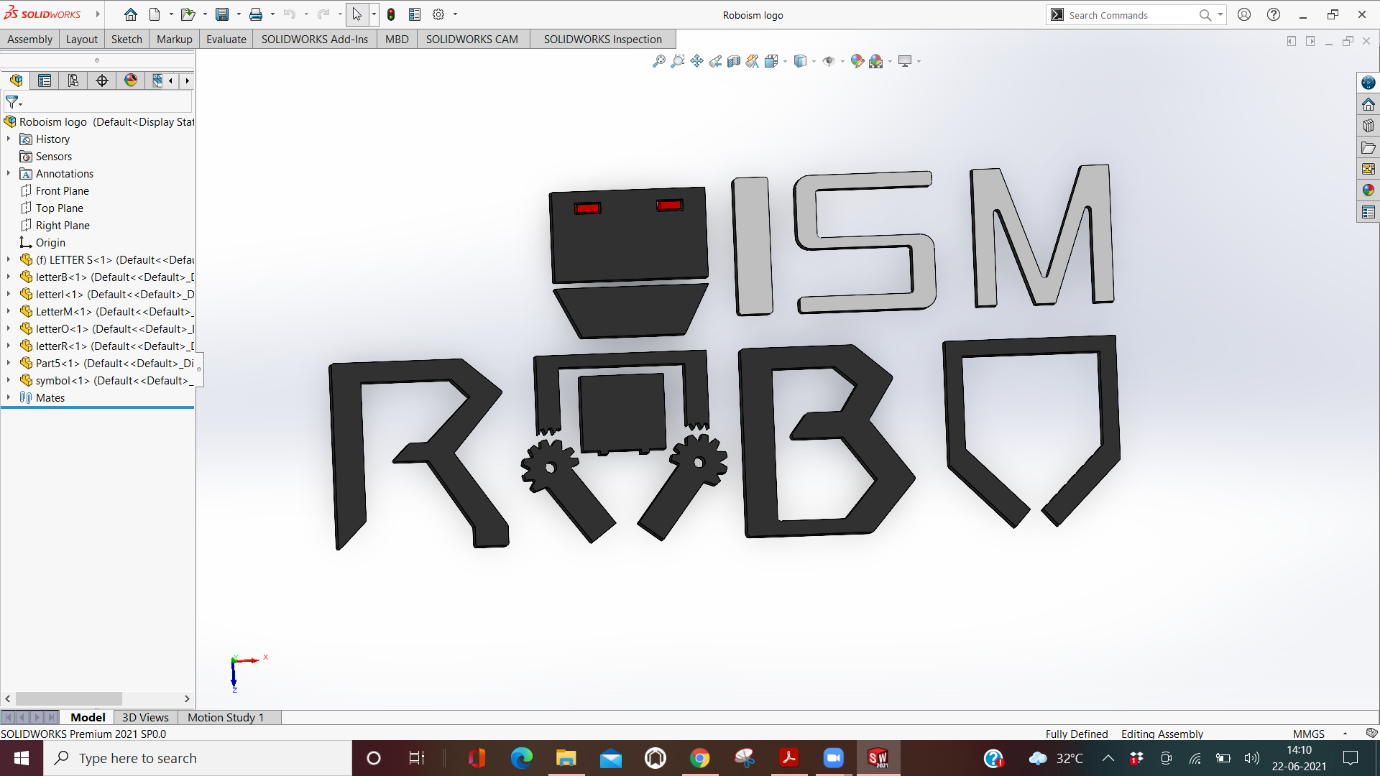 SOLIDWORKS
Roboism logo
Search Commands
Assembly Layout Sketch Markup Evaluate SOLIDWORKS Add-Ins MBD SOLIDWORKS CAM SOLIDWORKS Inspection
Roboism logo (Default<Display Stat
History
Sensors
Annotations
Front Plane
Top Plane
Right Plane
Origin
(f) LETTER S<1> (Default<<Defau
letterB<1> (Default<<Default>_D
letterI<1> (Default<<Default>_D
LetterM<1> (Default<<Default>_
letterO<1> (Default<<Default>_
letterR<1> (Default<<Default>_D
Part5<1> (Default<<Default>_Di
symbol<1> (Default<<Default>_
Mates
ISM
ROBO
X
Z
Model 3D Views Motion Study 1
SOLIDWORKS Premium 2021 SP0.0
Fully Defined Editing Assembly MMGS
Type here to search
SW
2021
32°C
14:10
22-06-2021